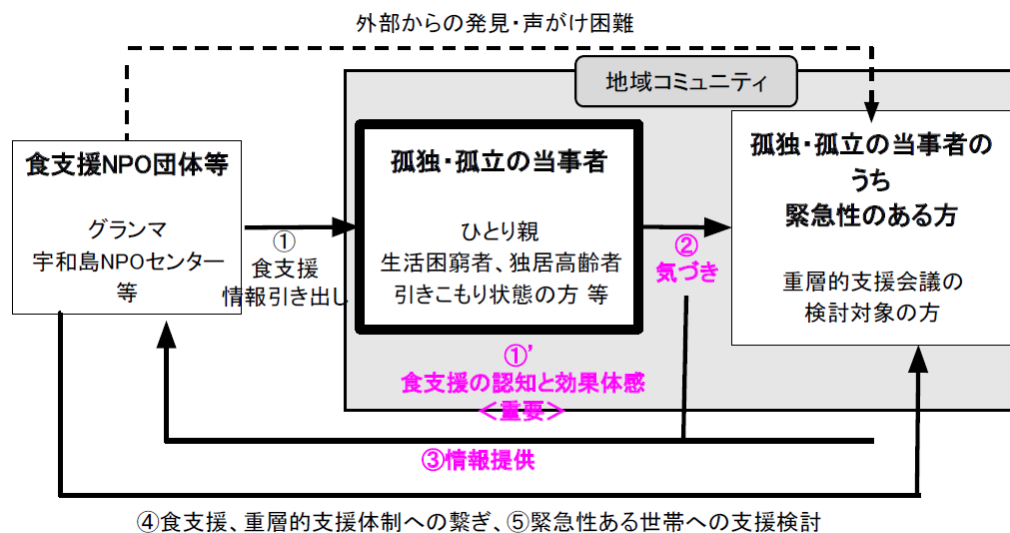 外部からの発見・声がけ困難
地域コミュニティ
食支援NPO団体等
グランマ
宇和島NPOセンター
等
①
食支援
情報引き出し
孤独・孤立の当事者
ひとり親
生活困窮者、独居高齢者
引きこもり状態の方 等
①’
食支援の認知と効果体感
＜重要＞
②
気づき
孤独・孤立の当事者の
うち
緊急性のある方
重層的支援会議の
検討対象の方
③情報提供
④食支援、重層的支援体制への繋ぎ、⑤緊急性ある世帯への支援検討